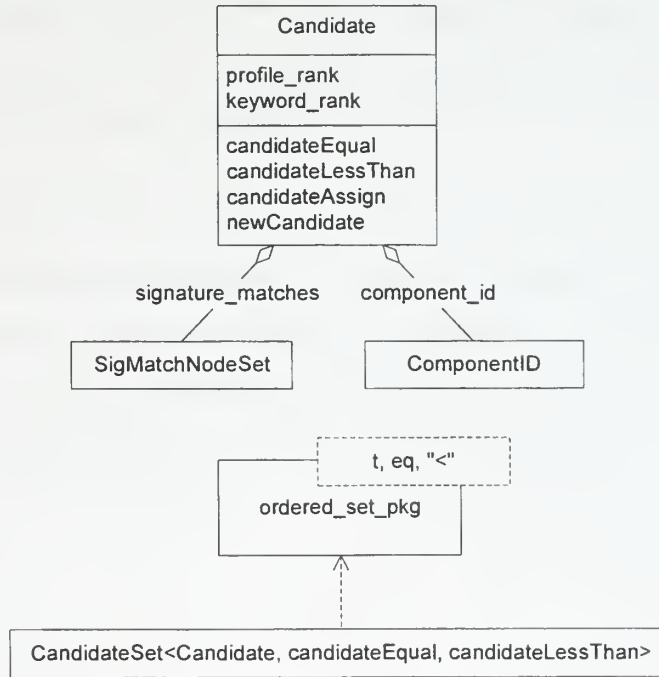 Candidate
profile_rank
keyword_rank
candidateEqual
candidateLessThan
candidateAssign
newCandidate
signature_matches component_id
SigMatchNodeSet ComponentID
t, eq, "<"
ordered_set_pkg
CandidateSet<Candidate, candidateEqual, candidateLessThan>